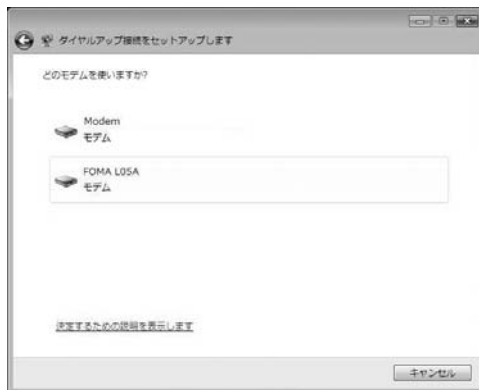 ダイヤルアップ接続をセットアップします
どのモデムを使いますか?
Modem
モデム
FOMA L05A
モデム
決定するための説明を表示します
キャンセル